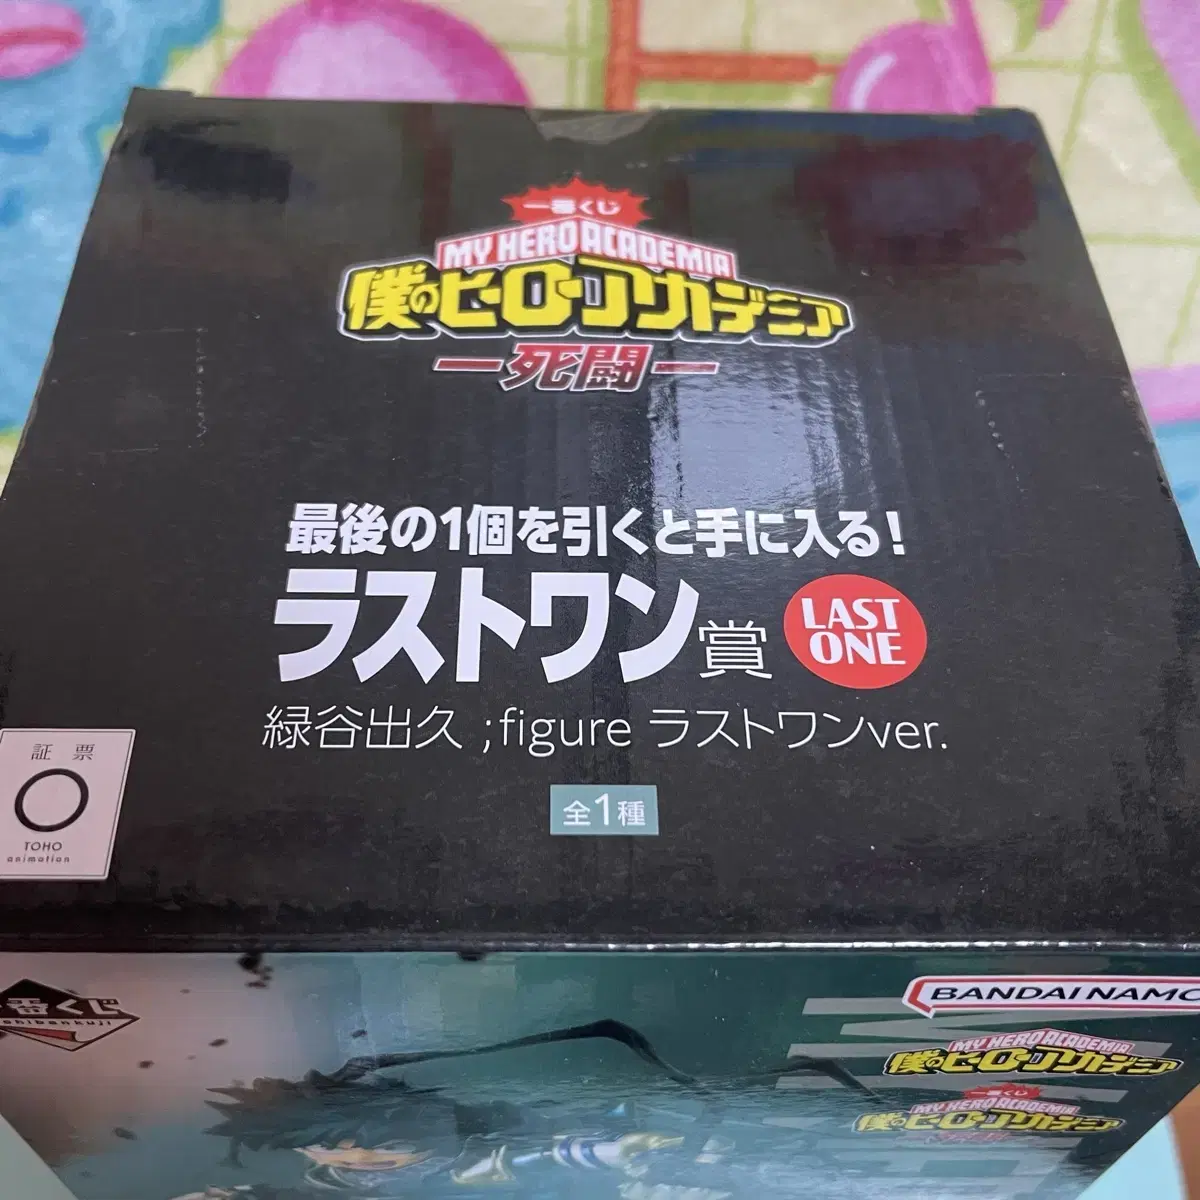 一番くじ
MY HERO ACADEMIA
僕のヒーローアカデミア
―死闘―
最後の1個を引くと手に入る!
ラストワン賞
LAST
ONE
緑谷出久 ;figure ラストワンver.
全1種
証 票
TOHO
animation
番くじ
BANDAI NAMC
MY HERO ACADEMIA
僕のヒーローアカデミア
一番くじ
MY HERO ACADEMIA
僕のヒーローアカデミア